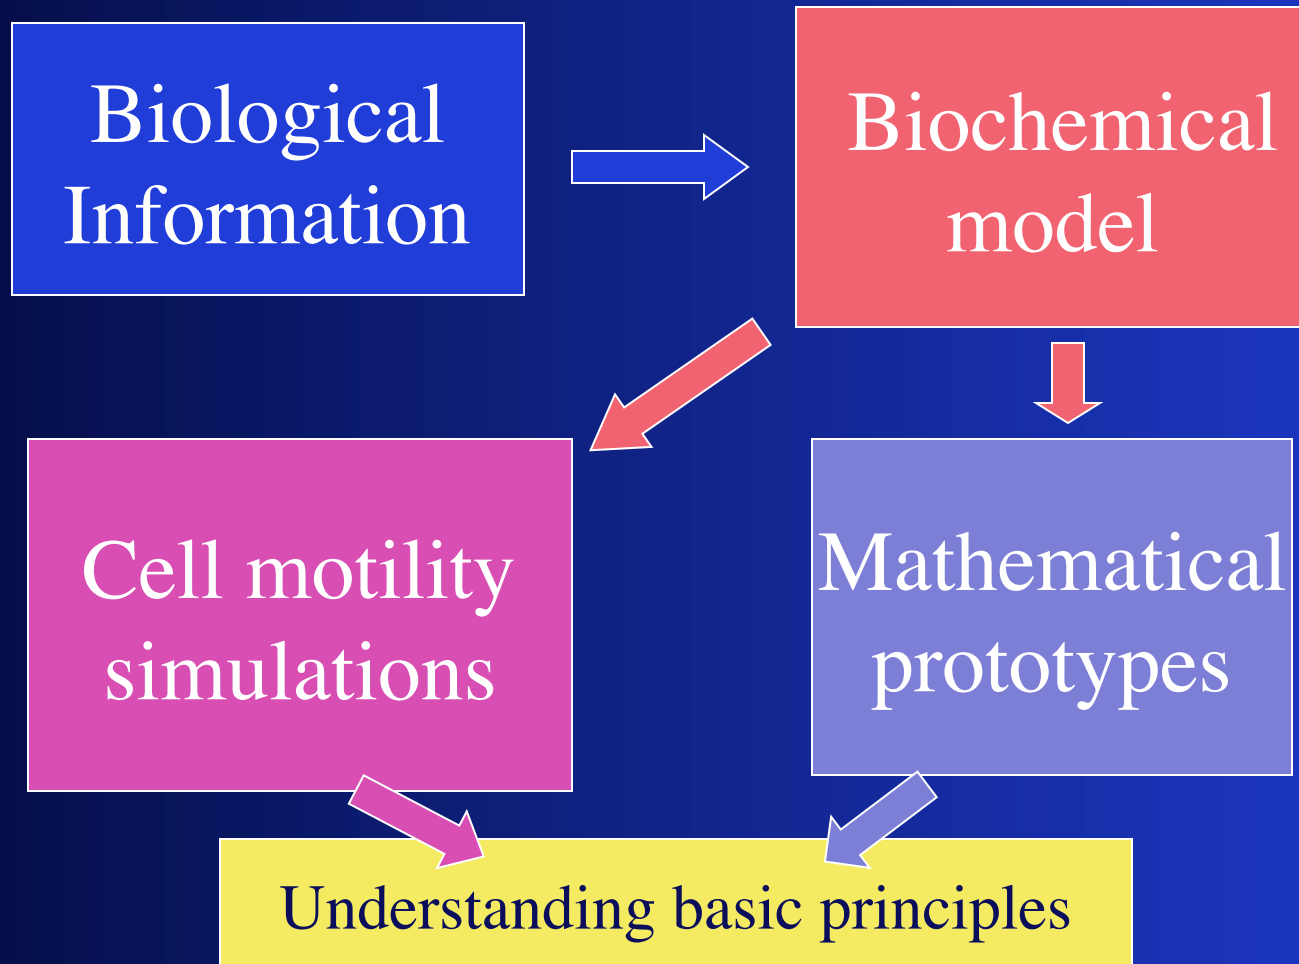 Biological
Information
Biochemical
model
Cell motility
simulations
Mathematical
prototypes
Understanding basic principles